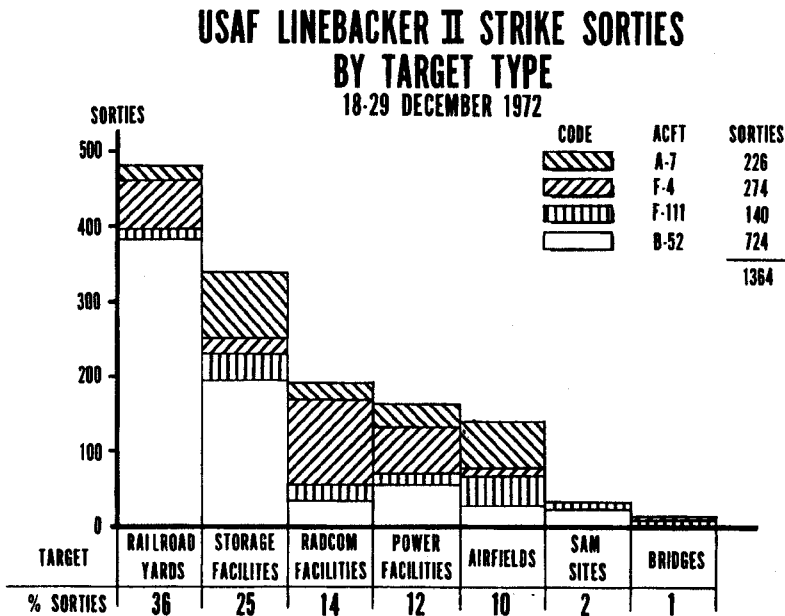 USAF LINEBACKER II STRIKE SORTIES
BY TARGET TYPE
18-29 DECEMBER 1972
SORTIES
500
400
300
200
100
0
CODE ACFT SORTIES
A-7 226
F-4 274
F-111 140
B-52 724
1364
TARGET
RAILROAD
YARDS
STORAGE
FACILITES
RADCOM
FACILITIES
POWER
FACILITIES
AIRFIELDS
SAM
SITES
BRIDGES
% SORTIES 36 25 14 12 10 2 1